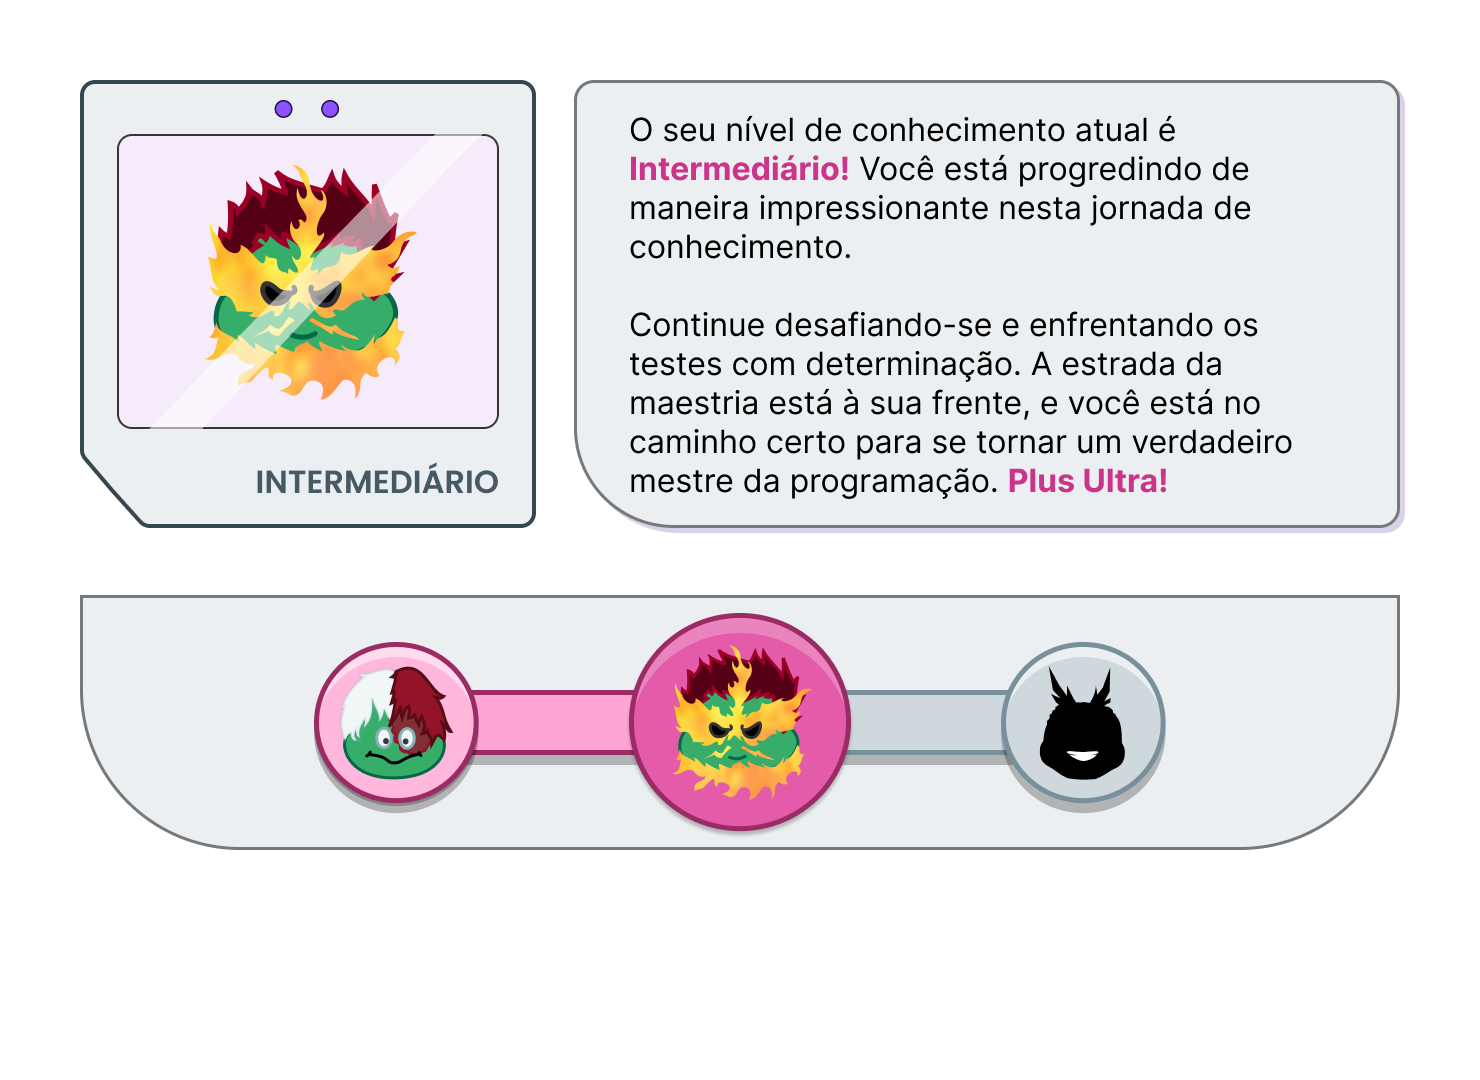 INTERMEDIÁRIO
O seu nível de conhecimento atual é
Intermediário! Você está progredindo de
maneira impressionante nesta jornada de
conhecimento.
Continue desafiando-se e enfrentando os
testes com determinação. A estrada da
maestria está à sua frente, e você está no
caminho certo para se tornar um verdadeiro
mestre da programação. Plus Ultra!